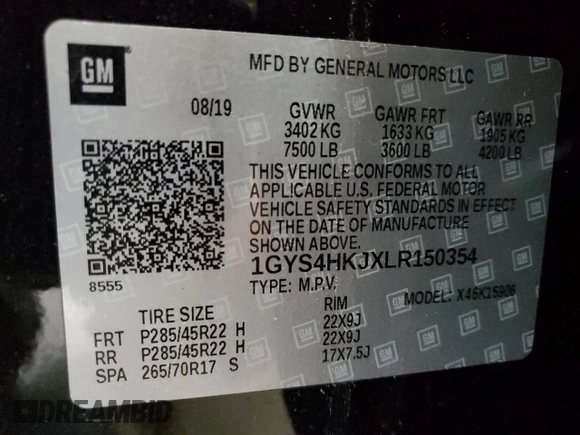 GM
MFD BY GENERAL MOTORS LLC
08/19
GVWR GAWR FRT GAWR RR
3402 KG 1633 KG 1905 KG
7500 LB 3600 LB 4200 LB
THIS VEHICLE CONFORMS TO ALL
APPLICABLE U.S. FEDERAL MOTOR
VEHICLE SAFETY STANDARDS IN EFFECT
ON THE DATE OF MANUFACTURE
SHOWN ABOVE.
1GYS4HKJXLR150354
8555
TYPE: M.P.V. MODEL: X46K15906
TIRE SIZE RIM
FRT P285/45R22 H 22X9J
RR P285/45R22 H 22X9J
SPA 265/70R17 S 17X7.5J
DREAMBID